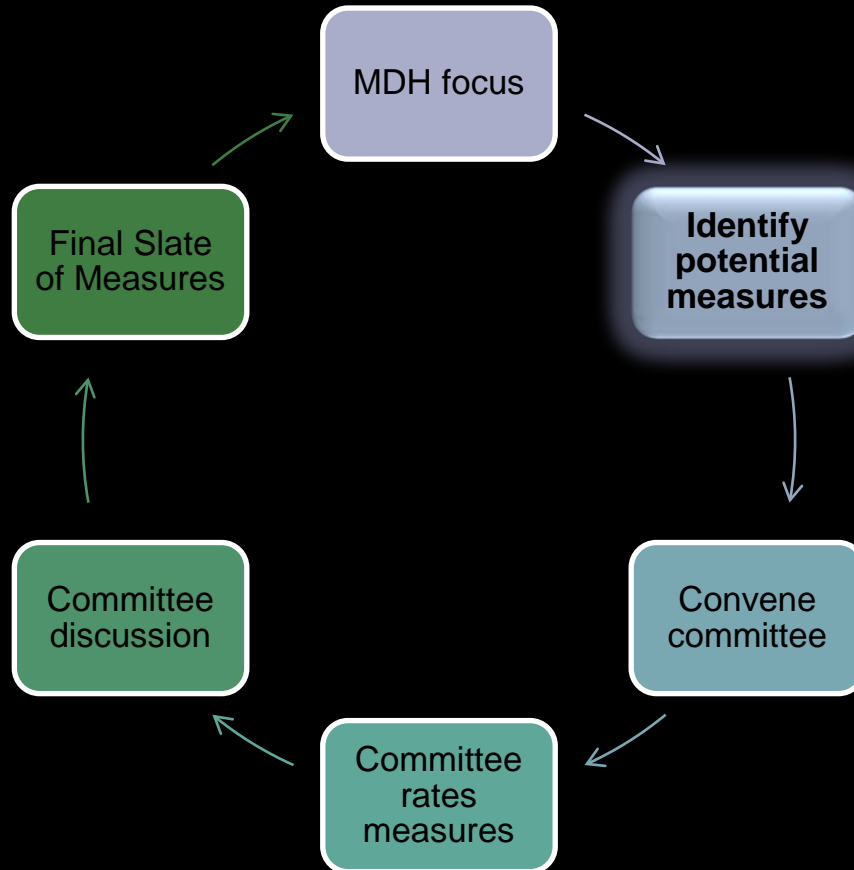 MDH focus
Identify
potential
measures
Convene
committee
Committee
rates
measures
Committee
discussion
Final Slate
of Measures